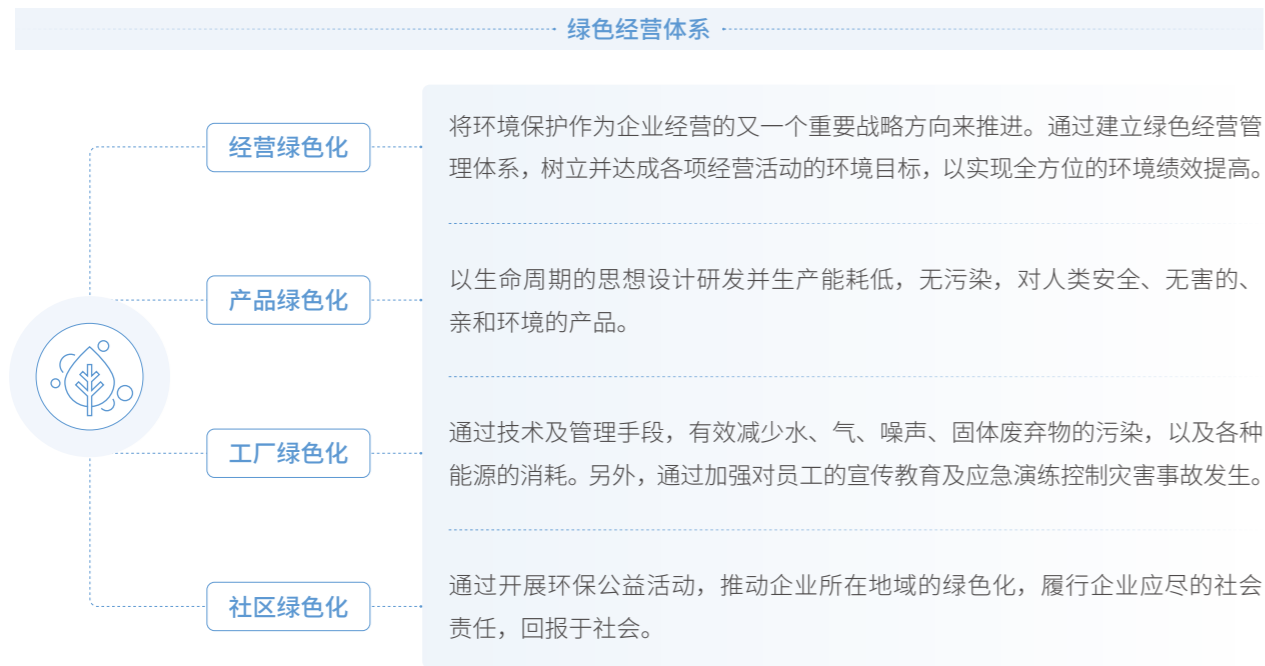 绿色经营体系
经营绿色化
将环境保护作为企业经营的又一个重要战略方向来推进。通过建立绿色经营管
理体系，树立并达成各项经营活动的环境目标，以实现全方位的环境绩效提高。
产品绿色化
以生命周期的思想设计研发并生产能耗低，无污染，对人类安全、无害的、
亲和环境的产品。
工厂绿色化
通过技术及管理手段，有效减少水、气、噪声、固体废弃物的污染，以及各种
能源的消耗。另外，通过加强对员工的宣传教育及应急演练控制灾害事故发生。
社区绿色化
通过开展环保公益活动，推动企业所在地域的绿色化，履行企业应尽的社会
责任，回报于社会。